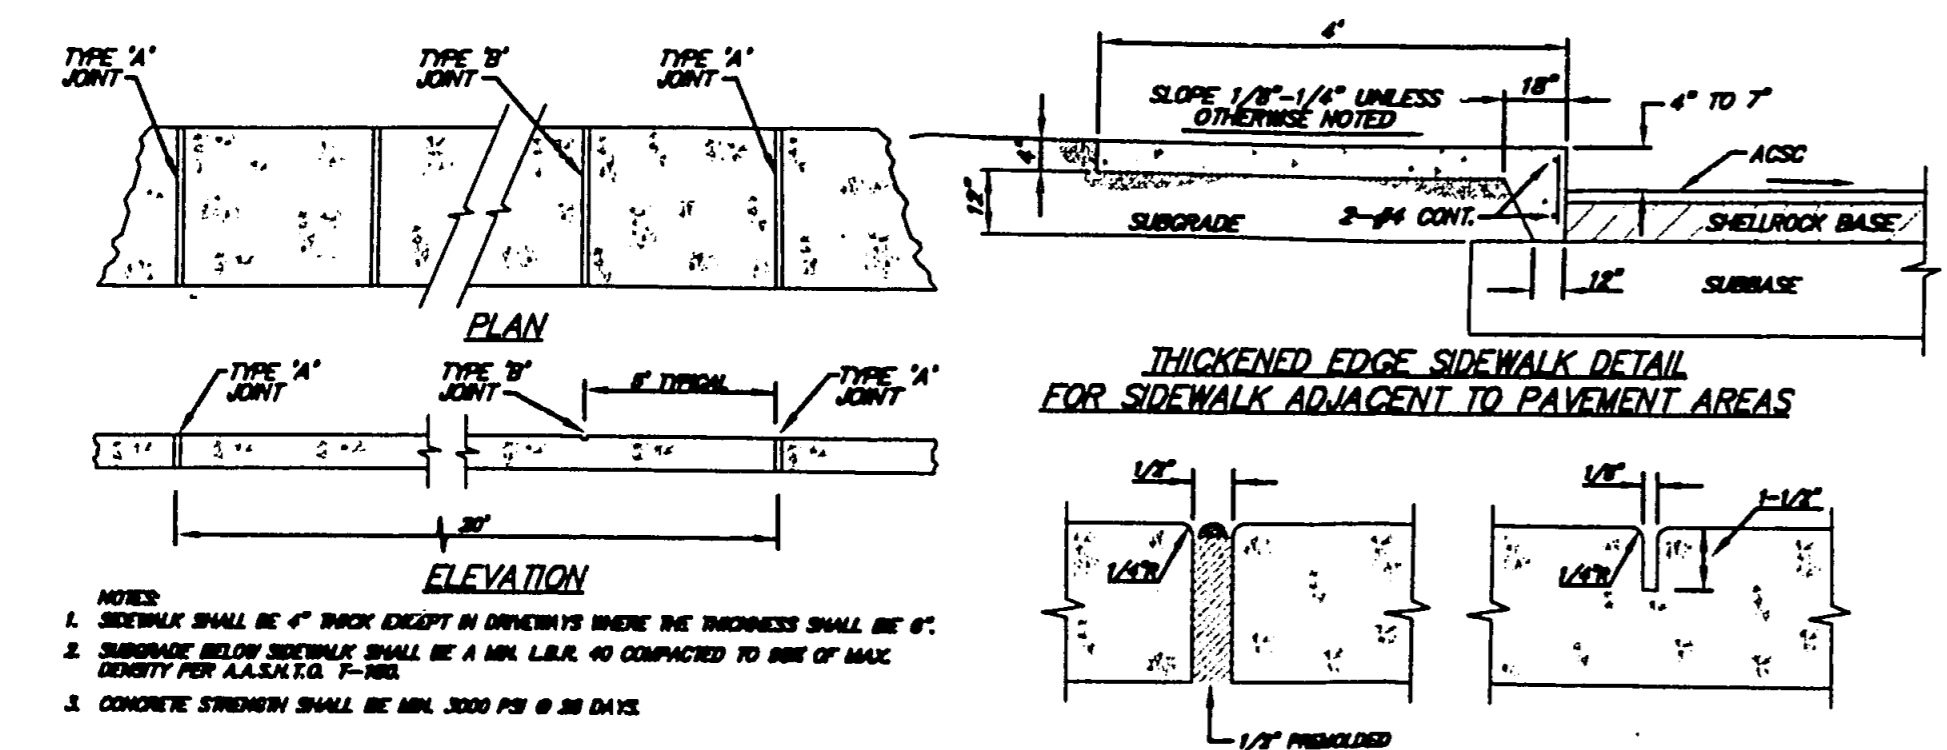 TYPE "A"
JOINT
TYPE "B"
JOINT
TYPE "A"
JOINT
PLAN
TYPE "A"
JOINT
TYPE "B"
JOINT
5' TYPICAL
TYPE "A"
JOINT
20'
ELEVATION
NOTES:
1. SIDEWALK SHALL BE 4" THICK EXCEPT IN DRIVEWAYS WHERE THE THICKNESS SHALL BE 6".
2. SUBGRADE BELOW SIDEWALK SHALL BE A MIN. L.B.R. 40 COMPACTED TO 98% OF MAX.
DENSITY PER A.A.S.H.T.O. T-180.
3. CONCRETE STRENGTH SHALL BE MIN. 3000 PSI @ 28 DAYS.
4'
SLOPE 1/8"-1/4" UNLESS
OTHERWISE NOTED
18"
4" TO 7"
4"
12"
ACSC
SUBGRADE
2-#4 CONT.
SHELLROCK BASE
12"
SUBBASE
THICKENED EDGE SIDEWALK DETAIL
FOR SIDEWALK ADJACENT TO PAVEMENT AREAS
1/2"
1/4"R
1/2" PREMOLDED
1/8"
1-1/2"
1/4"R